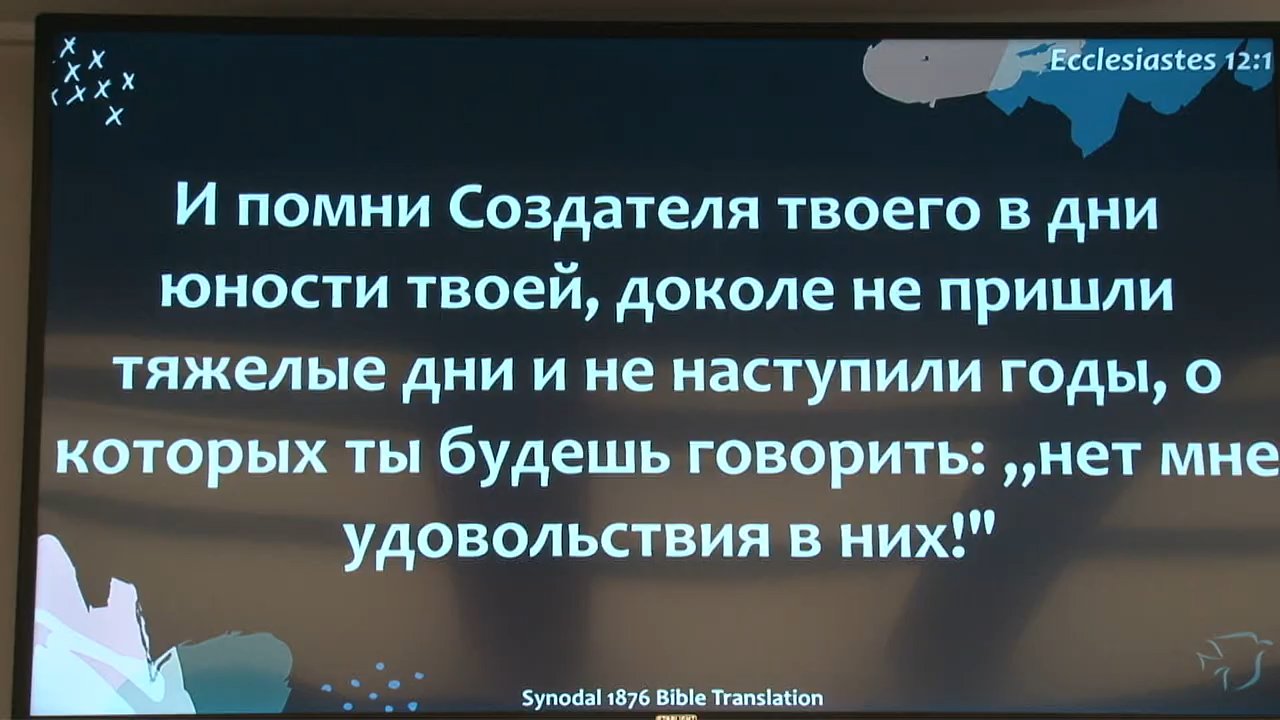 Ecclesiastes 12:1
И помни Создателя твоего в дни
юности твоей, доколе не пришли
тяжелые дни и не наступили годы, о
которых ты будешь говорить: ,,нет мне
удовольствия в них!"
Synodal 1876 Bible Translation
STARLIGHT